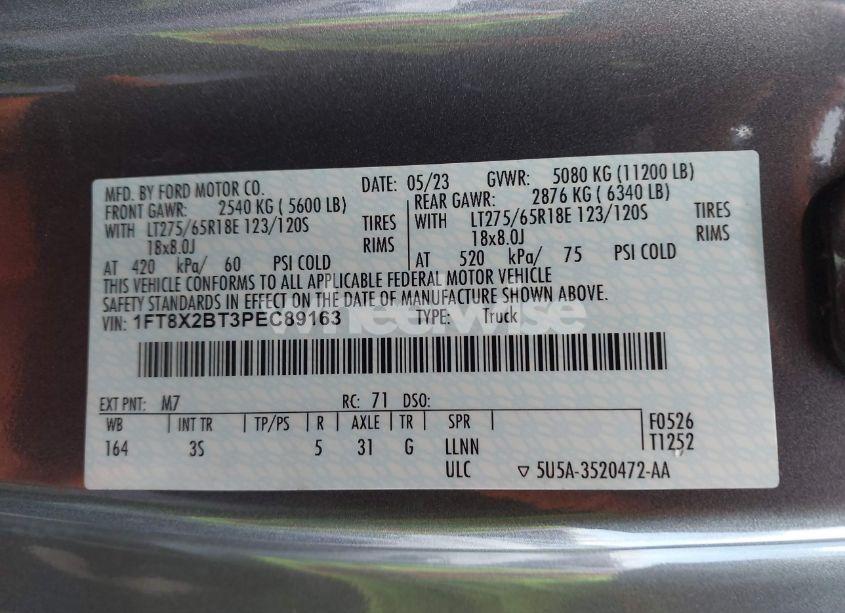 MFD. BY FORD MOTOR CO.
DATE: 05/23 GVWR: 5080 KG (11200 LB)
FRONT GAWR: 2540 KG ( 5600 LB)
WITH LT275/65R18E 123/120S TIRES
18x8.0J RIMS
AT 420 kPa/ 60 PSI COLD
REAR GAWR: 2876 KG ( 6340 LB)
WITH LT275/65R18E 123/120S TIRES
18x8.0J RIMS
AT 520 kPa/ 75 PSI COLD
THIS VEHICLE CONFORMS TO ALL APPLICABLE FEDERAL MOTOR VEHICLE
SAFETY STANDARDS IN EFFECT ON THE DATE OF MANUFACTURE SHOWN ABOVE.
VIN: 1FT8X2BT3PEC89163 TYPE: Truck
wheelwise
EXT PNT: M7 RC: 71 DSO:
WB INT TR TP/PS R AXLE TR SPR
164 3S 5 31 G LLNN
ULC
F0526
T1252
▽ 5U5A-3520472-AA